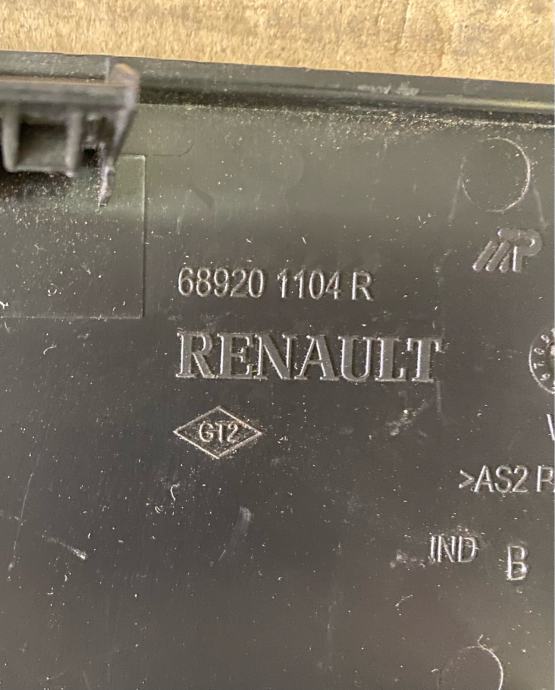 68920 1104 R
RENAULT
GT2
>AS2
IND B